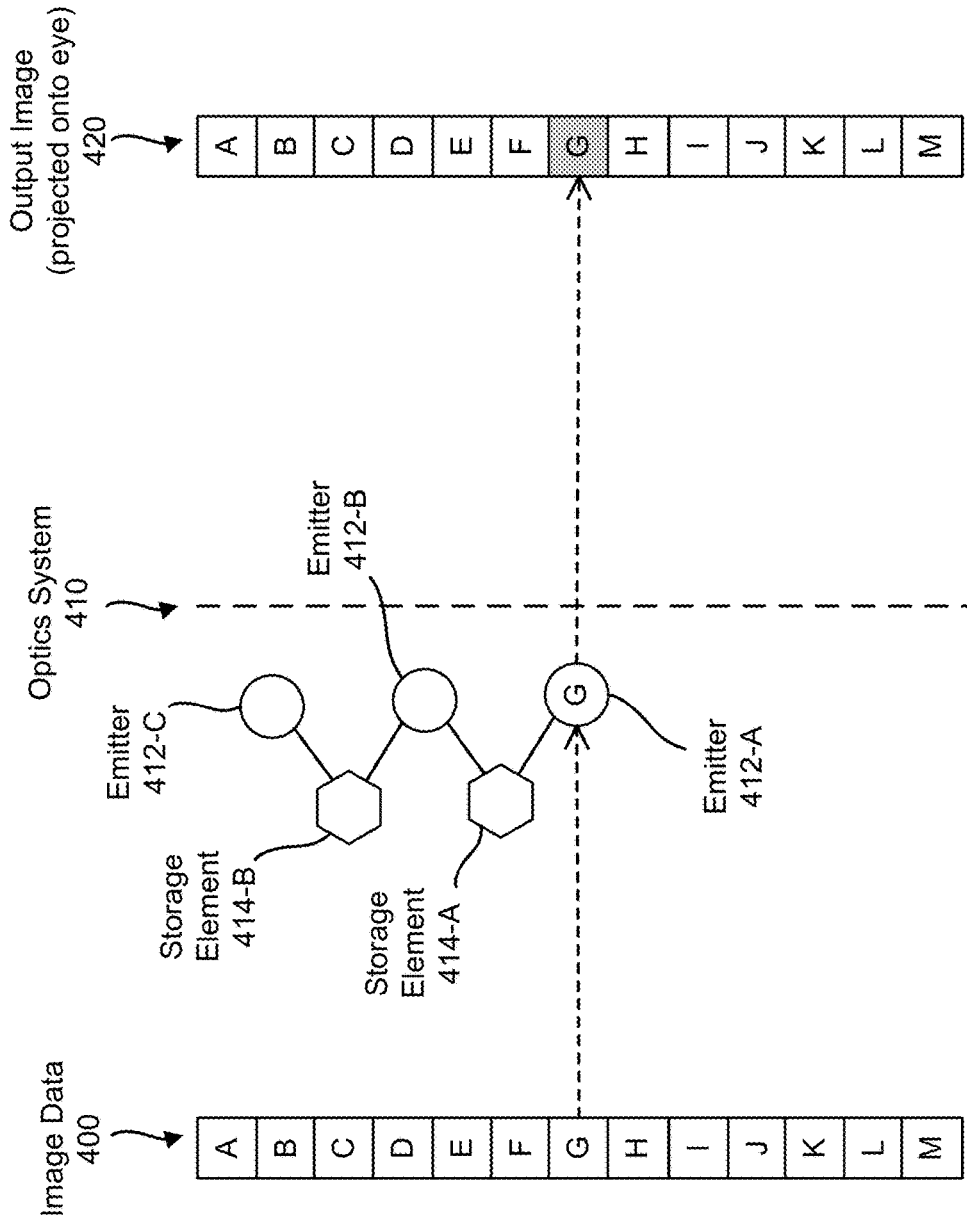 Image Data
400
A
B
C
D
E
F
G
H
I
J
K
L
M
Storage
Element
414-B
Storage
Element
414-A
Emitter
412-C
Emitter
412-B
G
Emitter
412-A
Optics System
410
Output Image
(projected onto eye)
420
A
B
C
D
E
F
G
H
I
J
K
L
M